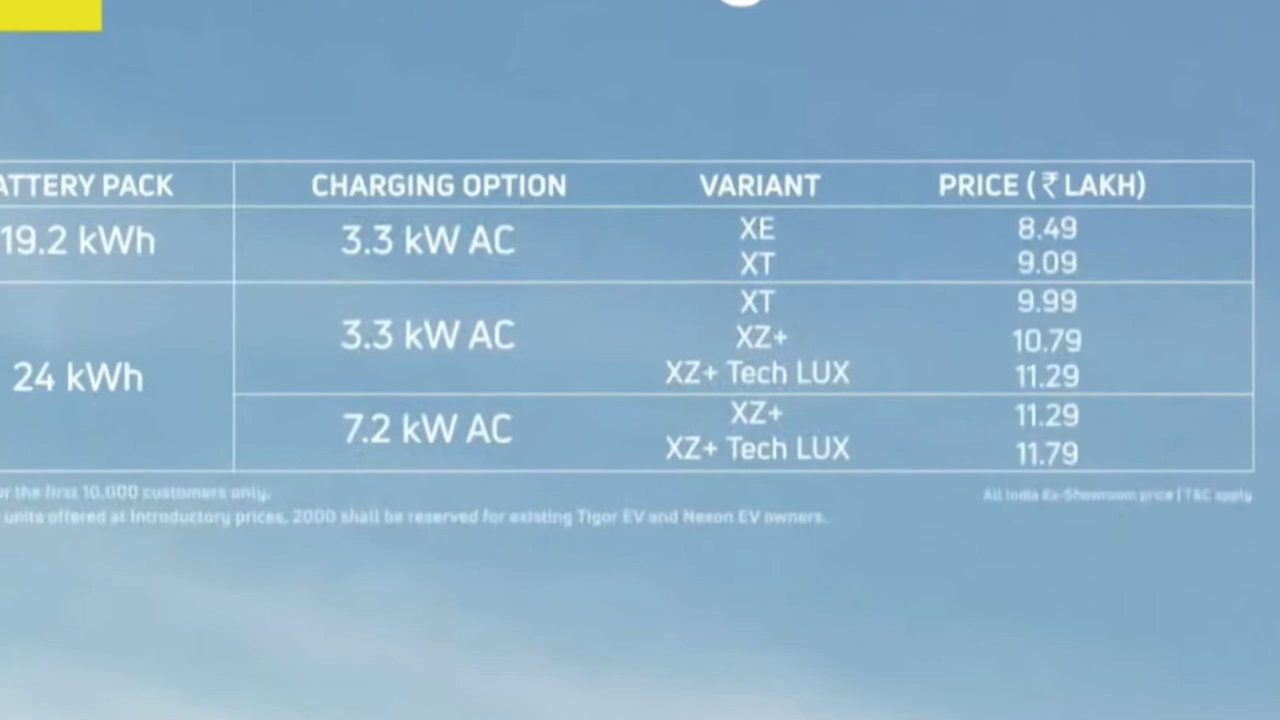 ATTERY PACK CHARGING OPTION VARIANT PRICE (₹ LAKH)
19.2 kWh 3.3 kW AC XE 8.49
XT 9.09
24 kWh 3.3 kW AC XT 9.99
XZ+ 10.79
XZ+ Tech LUX 11.29
7.2 kW AC XZ+ 11.29
XZ+ Tech LUX 11.79
or the first 10,000 customers only. All India Ex-Showroom price | T&C apply
units offered at Introductory prices, 2000 shall be reserved for existing Tigor EV and Nexon EV owners.